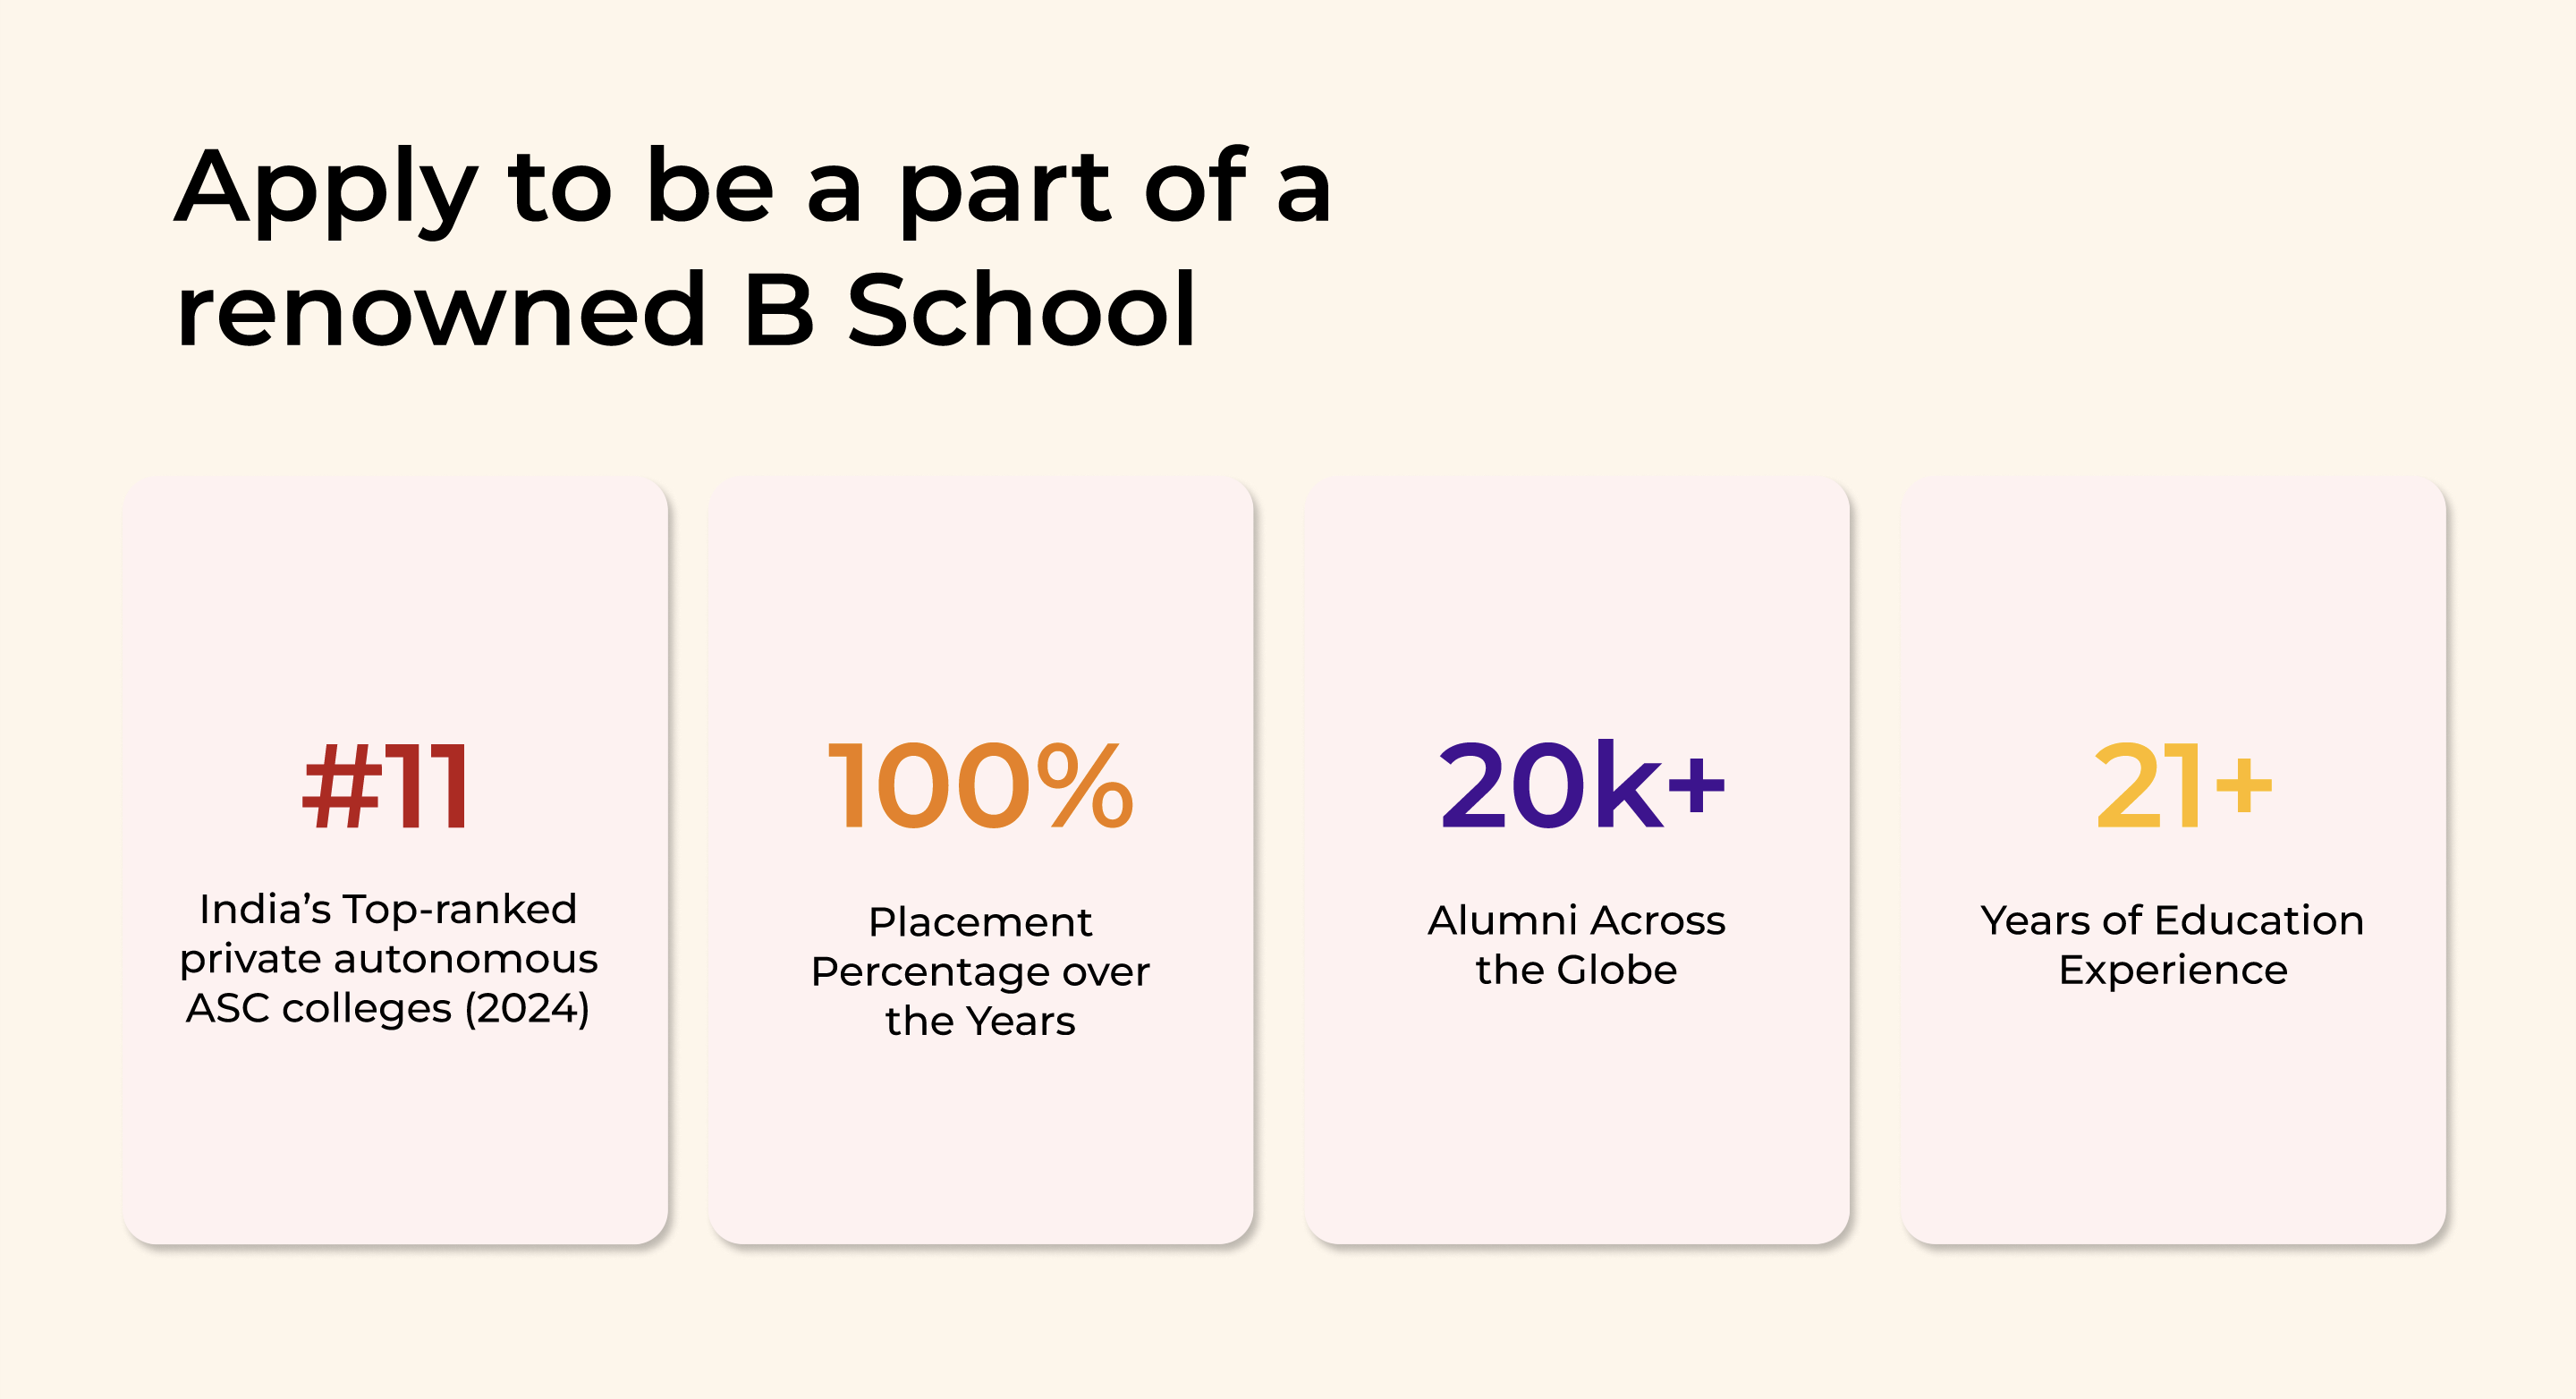 Apply to be a part of a
renowned B School
#11
India’s Top-ranked
private autonomous
ASC colleges (2024)
100%
Placement
Percentage over
the Years
20k+
Alumni Across
the Globe
21+
Years of Education
Experience